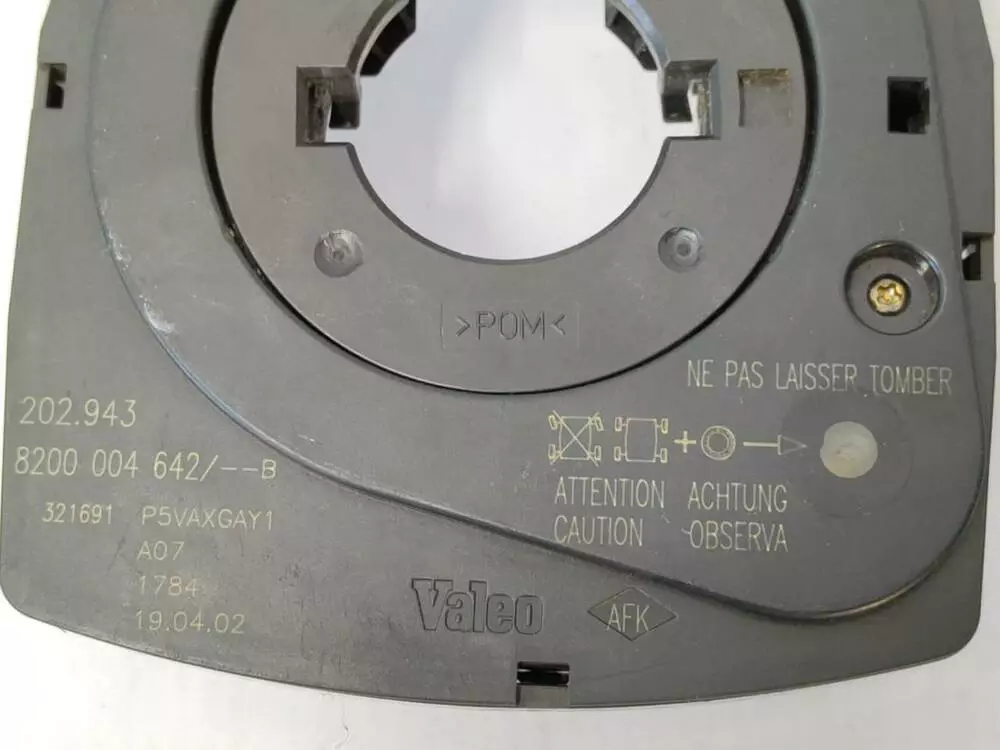 >POM<
NE PAS LAISSER TOMBER
202.943
8200 004 642/--B
ATTENTION ACHTUNG
CAUTION OBSERVA
321691 P5VAXGAY1
A07
1784
19.04.02
Valeo
AFK